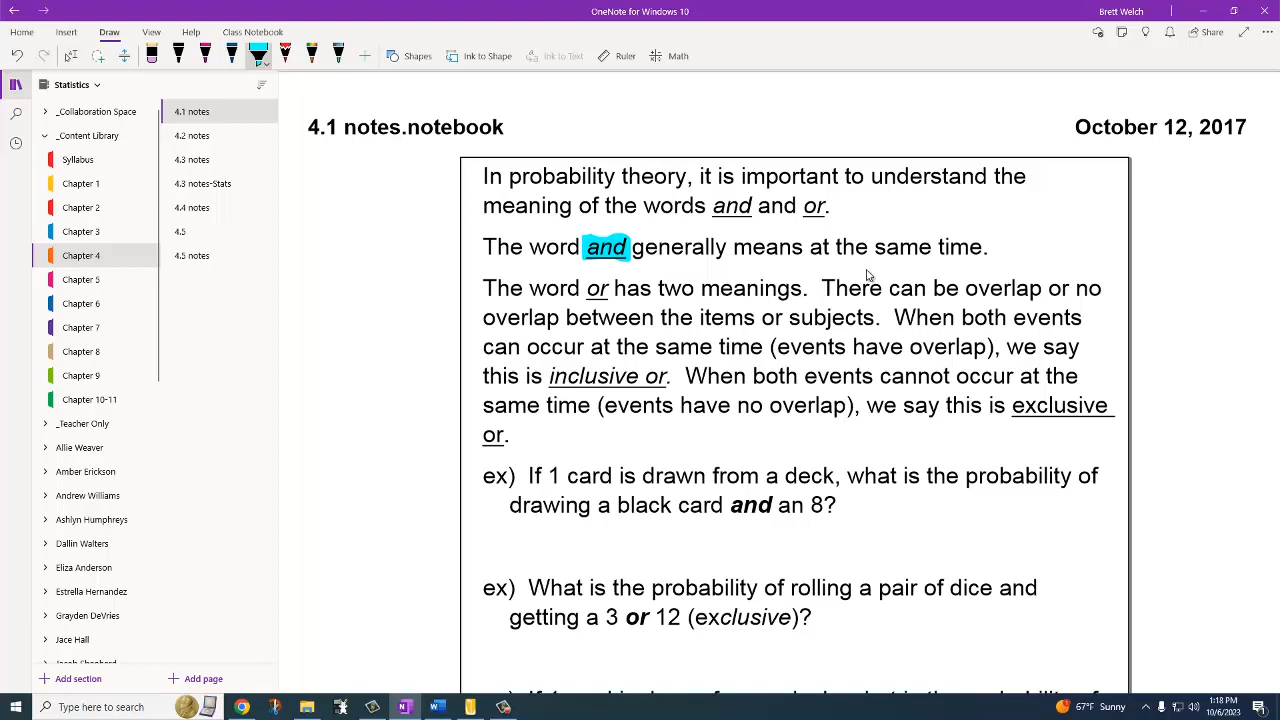 OneNote for Windows 10
Brett Welch
Home Insert Draw View Help Class Notebook
Share
Shapes Ink to Shape Ink to Text Ruler Math
Statistics
_Collaboration Space
_Content Library
Syllabus
Chapter 1
Chapter 2
Chapter 3
Chapter 4
Chapter 5
Chapter 6
Chapter 7
Chapter 8
Chapter 9
Chapter 10-11
_Teacher Only
Allie Weaver
Amber Erickson
Andrew Williams
Ashlyn Humphreys
Dallin Walters
Eliza Anderson
Estrella Hernandez
Grayden DeVries
Jace Hall
Add section
4.1 notes
4.2 notes
4.3 notes
4.3 notes-Stats
4.4 notes
4.5
4.5 notes
Add page
4.1 notes.notebook
October 12, 2017
In probability theory, it is important to understand the
meaning of the words and and or.
The word and generally means at the same time.
The word or has two meanings. There can be overlap or no
overlap between the items or subjects. When both events
can occur at the same time (events have overlap), we say
this is inclusive or. When both events cannot occur at the
same time (events have no overlap), we say this is exclusive
or.
ex) If 1 card is drawn from a deck, what is the probability of
drawing a black card and an 8?
ex) What is the probability of rolling a pair of dice and
getting a 3 or 12 (exclusive)?
Type here to search
67°F Sunny
1:18 PM
10/6/2023